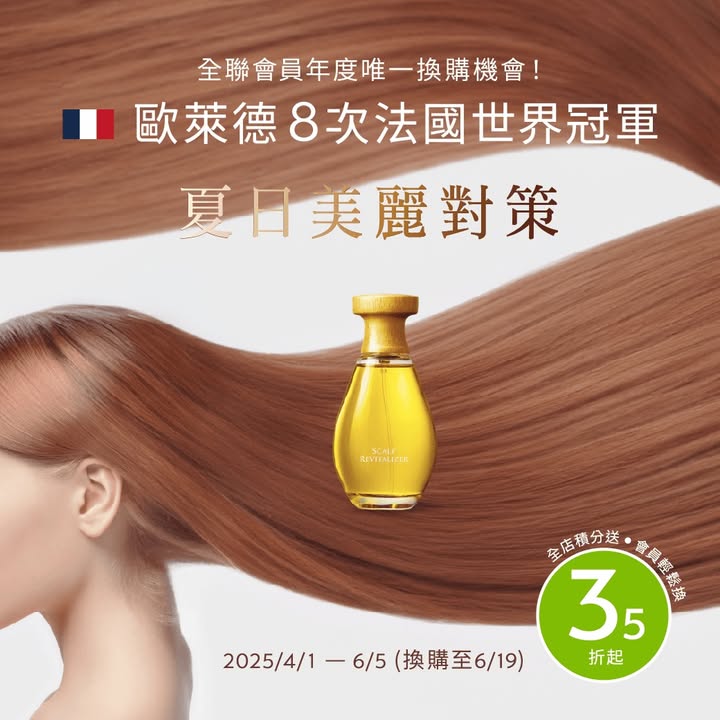 全聯會員年度唯一換購機會！
歐萊德8次法國世界冠軍
夏日美麗對策
SCALP
REVITALIZER
全店積分送•會員輕鬆換
35
折起
2025/4/1 — 6/5 (換購至6/19)